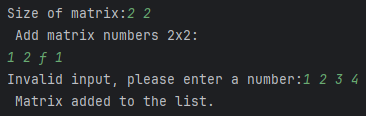 Size of matrix:2 2
Add matrix numbers 2x2:
1 2 f 1
Invalid input, please enter a number:1 2 3 4
Matrix added to the list.